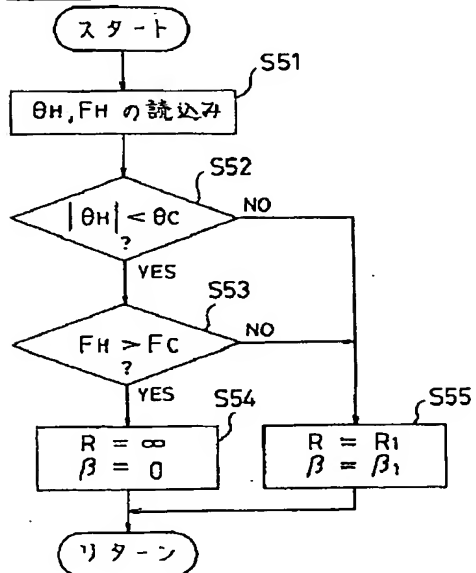 スタート
S51
θH, FH の読込み
S52
|θH| < θC
?
NO
YES
S53
FH > FC
?
NO
YES
S54
R = ∞
β = 0
S55
R = R1
β = β1
リターン